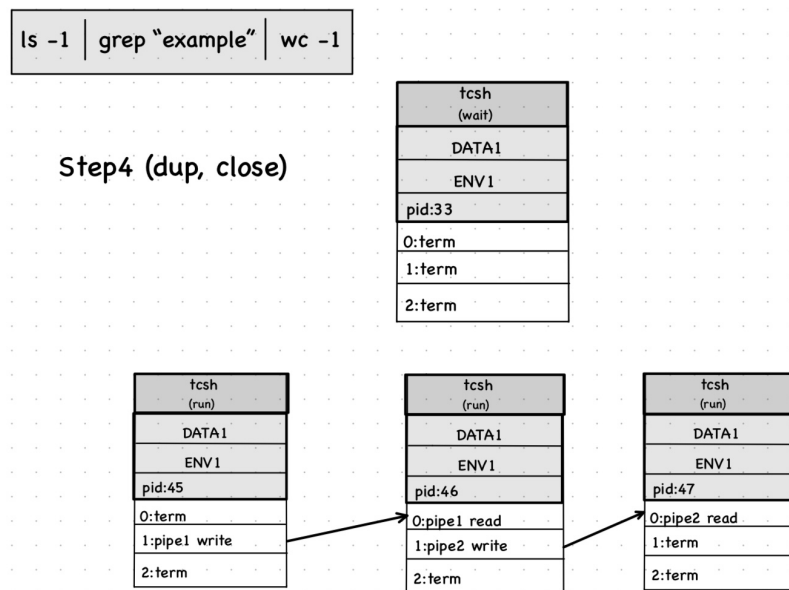 ls -1 | grep “example” | wc -1
Step4 (dup, close)
tcsh
(wait)
DATA1
ENV1
pid:33
0:term
1:term
2:term
tcsh
(run)
DATA1
ENV1
pid:45
0:term
1:pipe1 write
2:term
tcsh
(run)
DATA1
ENV1
pid:46
0:pipe1 read
1:pipe2 write
2:term
tcsh
(run)
DATA1
ENV1
pid:47
0:pipe2 read
1:term
2:term